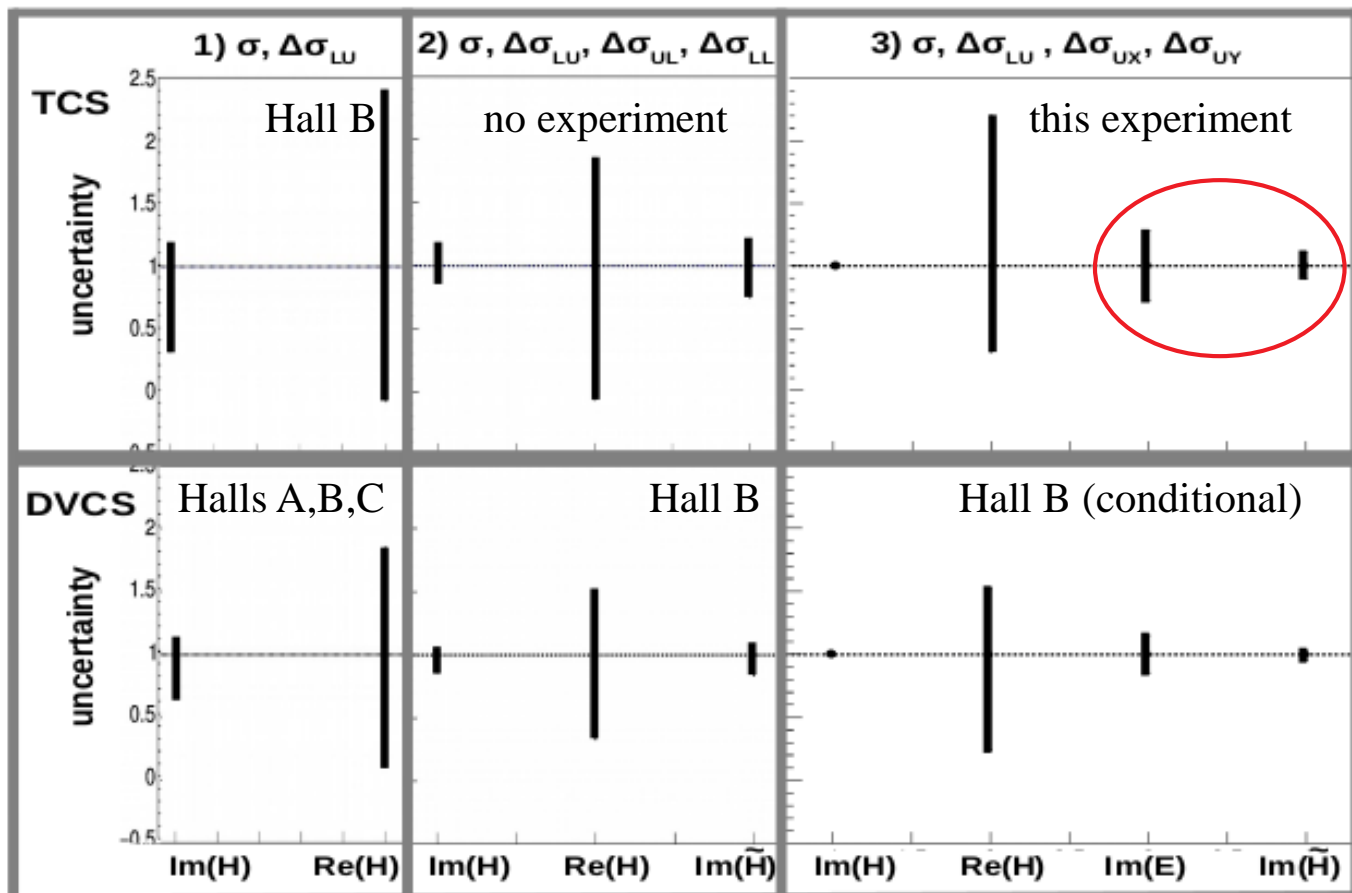 1) σ, Δσ_LU
2) σ, Δσ_LU, Δσ_UL, Δσ_LL
3) σ, Δσ_LU , Δσ_UX, Δσ_UY
TCS
Hall B
no experiment
this experiment
uncertainty
2.5
2
1.5
1
0.5
0
DVCS
Halls A,B,C
Hall B
Hall B (conditional)
uncertainty
2
1.5
1
0.5
0
−0.5
Im(H) Re(H) Im(H) Re(H) Im(H̃) Im(H) Re(H) Im(E) Im(H̃)